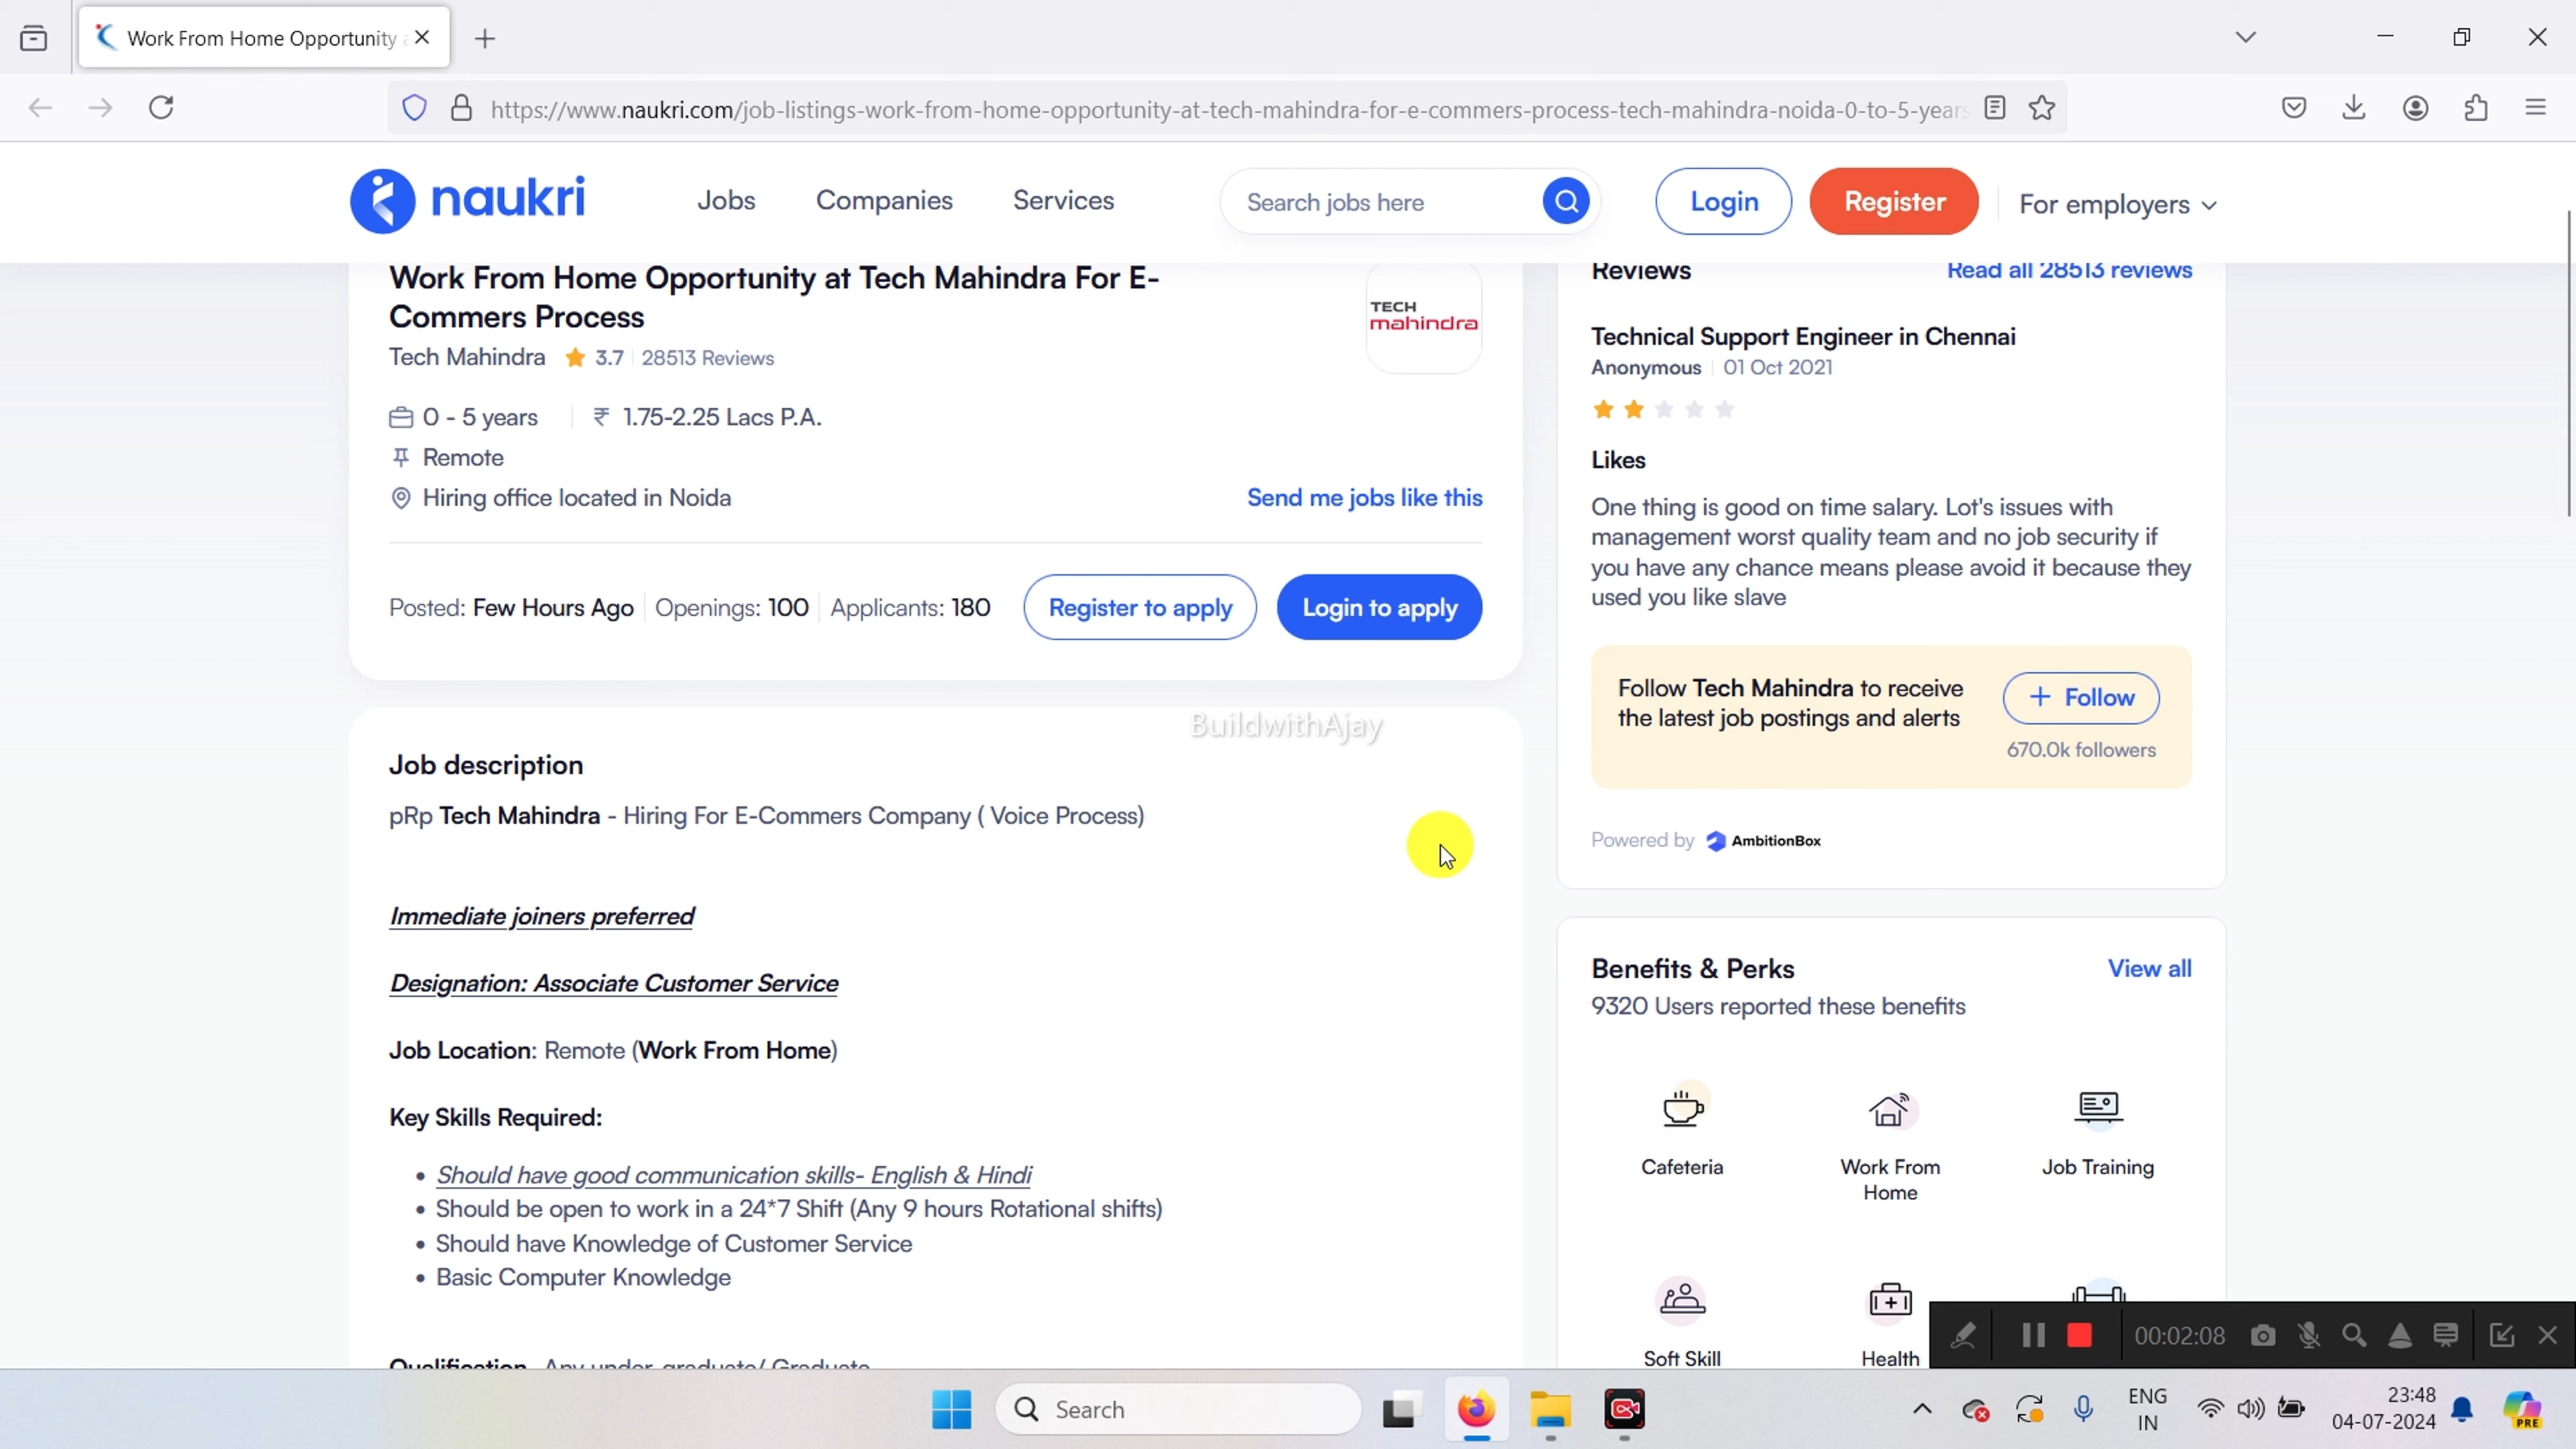 Work From Home Opportunity a
https://www.naukri.com/job-listings-work-from-home-opportunity-at-tech-mahindra-for-e-commers-process-tech-mahindra-noida-0-to-5-years
naukri
Jobs
Companies
Services
Search jobs here
Login
Register
For employers
Work From Home Opportunity at Tech Mahindra For E-
Commers Process
Tech Mahindra 3.7 28513 Reviews
TECH
mahindra
0 - 5 years
₹ 1.75-2.25 Lacs P.A.
Remote
Hiring office located in Noida
Send me jobs like this
Posted: Few Hours Ago
Openings: 100
Applicants: 180
Register to apply
Login to apply
Job description
pRp Tech Mahindra - Hiring For E-Commers Company ( Voice Process)
Immediate joiners preferred
Designation: Associate Customer Service
Job Location: Remote (Work From Home)
Key Skills Required:
• Should have good communication skills- English & Hindi
• Should be open to work in a 24*7 Shift (Any 9 hours Rotational shifts)
• Should have Knowledge of Customer Service
• Basic Computer Knowledge
Qualification Any under-graduate/ Graduate
BuildwithAjay
Reviews
Read all 28513 reviews
Technical Support Engineer in Chennai
Anonymous 01 Oct 2021
Likes
One thing is good on time salary. Lot's issues with
management worst quality team and no job security if
you have any chance means please avoid it because they
used you like slave
Follow Tech Mahindra to receive
the latest job postings and alerts
+ Follow
670.0k followers
Powered by AmbitionBox
Benefits & Perks
View all
9320 Users reported these benefits
Cafeteria
Work From
Home
Job Training
Soft Skill
Health
00:02:08
Search
ENG
IN
23:48
04-07-2024
PRE